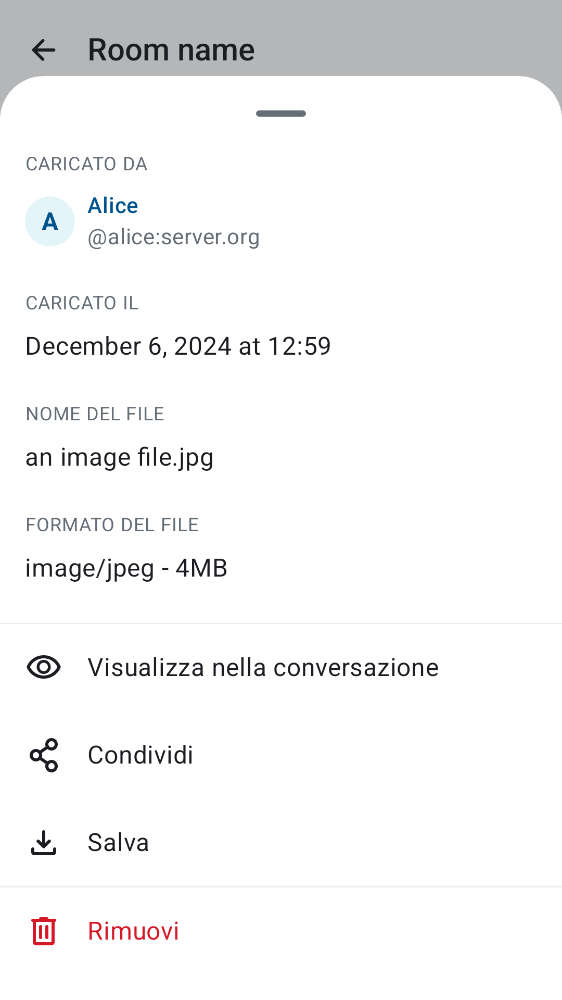 Room name
CARICATO DA
A
Alice
@alice:server.org
CARICATO IL
December 6, 2024 at 12:59
NOME DEL FILE
an image file.jpg
FORMATO DEL FILE
image/jpeg - 4MB
Visualizza nella conversazione
Condividi
Salva
Rimuovi